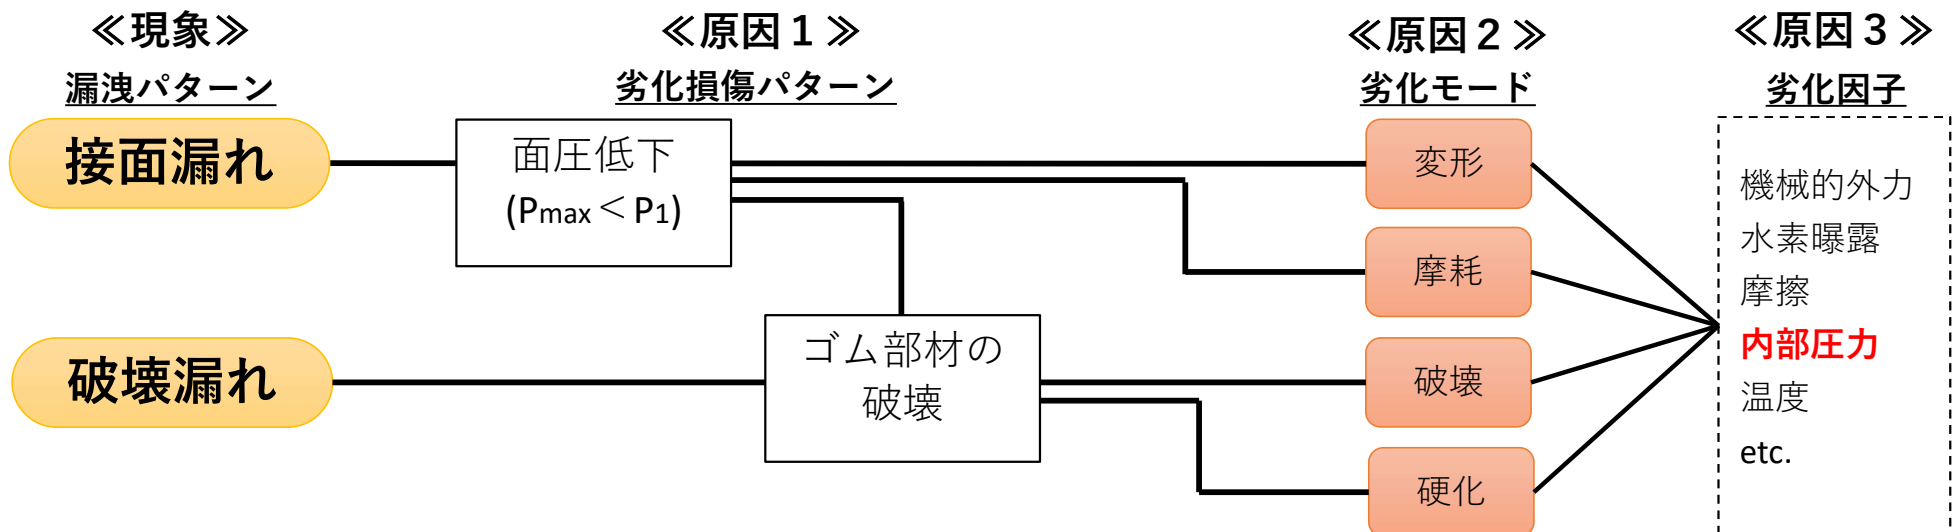 ≪現象≫
漏洩パターン
≪原因１≫
劣化損傷パターン
≪原因２≫
劣化モード
≪原因３≫
劣化因子
接面漏れ
面圧低下
(Pmax＜P1)
変形
摩耗
破壊漏れ
ゴム部材の
破壊
破壊
硬化
機械的外力
水素曝露
摩擦
内部圧力
温度
etc.